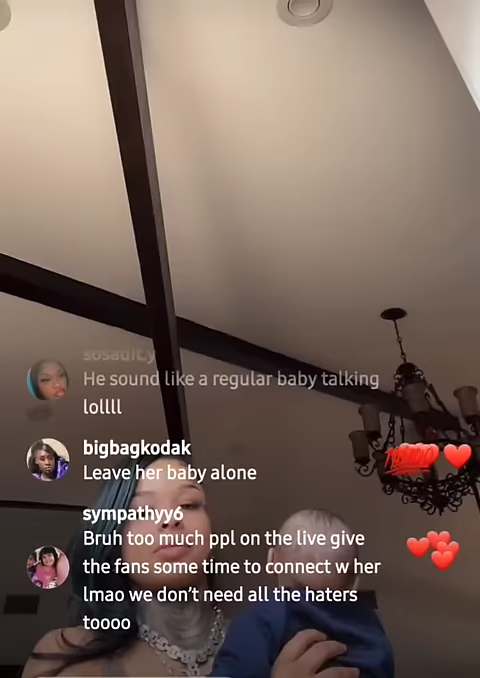 He sound like a regular baby talking
lollll
bigbagkodak
Leave her baby alone
sympathyy6
Bruh too much ppl on the live give
the fans some time to connect w her
lmao we don't need all the haters
toooo